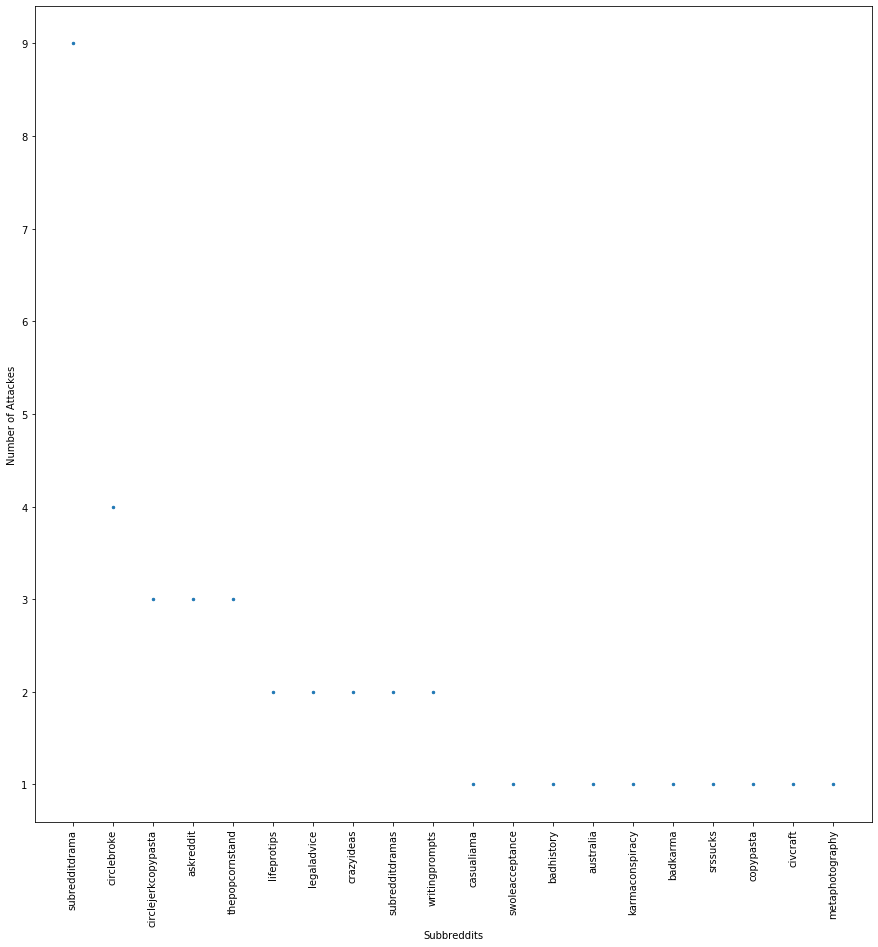 9
8
7
6
5
4
3
2
1
Number of Attackes
subredditdrama
circlebroke
circlejerkcopypasta
askreddit
thepopcornstand
lifeprotips
legaladvice
crazyideas
subredditdramas
writingprompts
casualiama
swoleacceptance
badhistory
australia
karmaconspiracy
badkarma
srssucks
copypasta
civcraft
metaphotography
Subbreddits